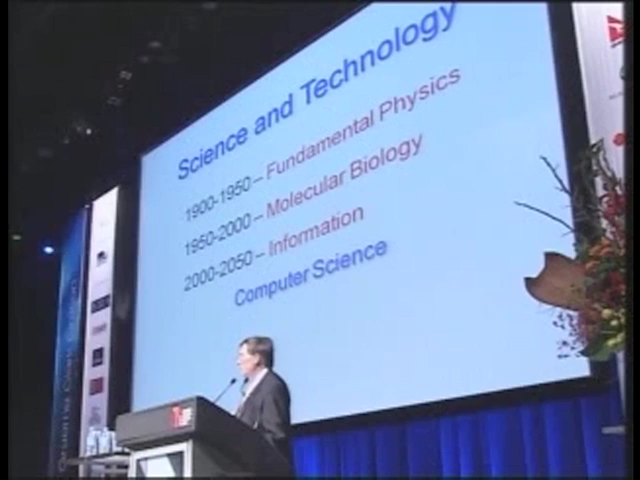 Science and Technology
1900-1950 – Fundamental Physics
1950-2000 – Molecular Biology
2000-2050 – Information
Computer Science